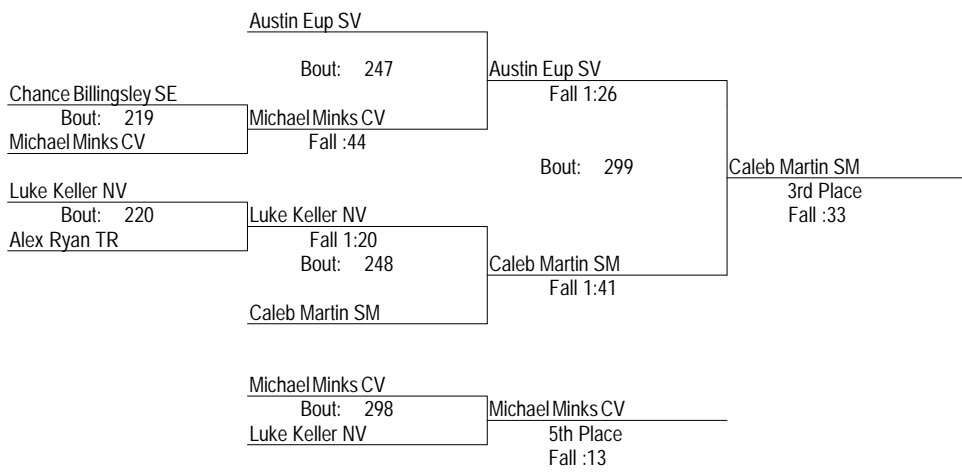 Austin Eup SV
Bout: 247
Austin Eup SV
Chance Billingsley SE
Fall 1:26
Bout: 219
Michael Minks CV
Michael Minks CV
Fall :44
Bout: 299
Caleb Martin SM
Luke Keller NV
3rd Place
Bout: 220
Luke Keller NV
Fall :33
Alex Ryan TR
Fall 1:20
Bout: 248
Caleb Martin SM
Fall 1:41
Caleb Martin SM
Michael Minks CV
Bout: 298
Michael Minks CV
Luke Keller NV
5th Place
Fall :13